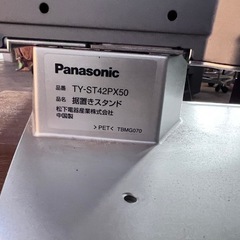 Panasonic
品番 TY-ST42PX50
品名 据置きスタンド
松下電器産業株式会社
中国製
>PET< TBMG070